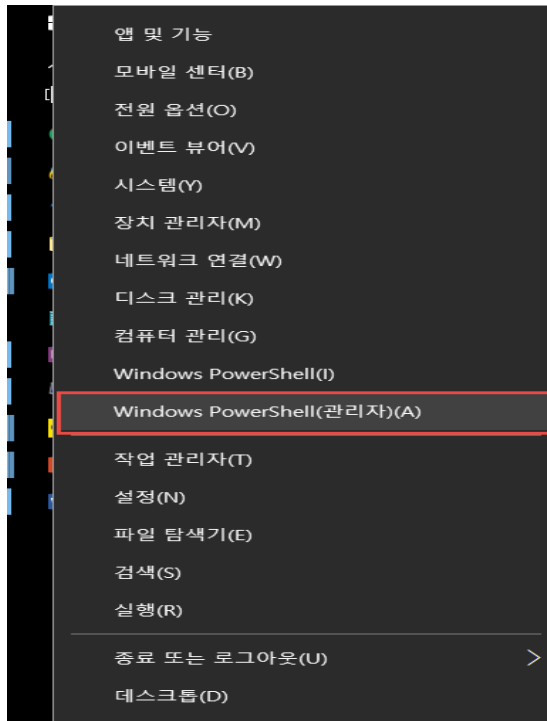 앱 및 기능
모바일 센터(B)
전원 옵션(O)
이벤트 뷰어(V)
시스템(Y)
장치 관리자(M)
네트워크 연결(W)
디스크 관리(K)
컴퓨터 관리(G)
Windows PowerShell(I)
Windows PowerShell(관리자)(A)
작업 관리자(T)
설정(N)
파일 탐색기(E)
검색(S)
실행(R)
종료 또는 로그아웃(U)
데스크톱(D)